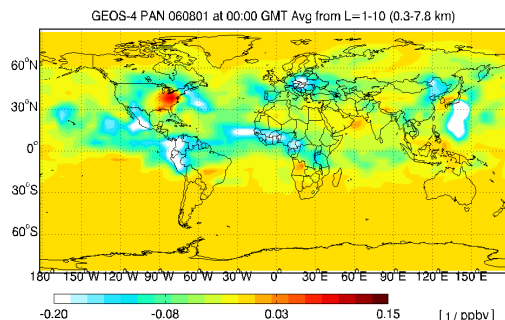 GEOS-4 PAN 060801 at 00:00 GMT Avg from L=1-10 (0.3-7.8 km)
60°N
30°N
0°
30°S
60°S
180°W 150°W 120°W 90°W 60°W 30°W 0° 30°E 60°E 90°E 120°E 150°E
-0.20 -0.08 0.03 0.15 [ 1 / ppbv ]